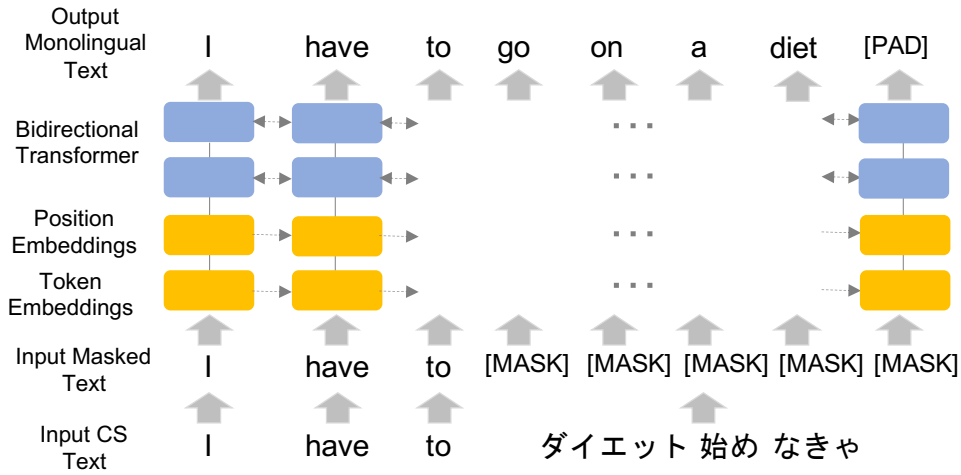 Output Monolingual Text
I have to go on a diet [PAD]
Bidirectional Transformer
...
...
Position Embeddings
...
Token Embeddings
...
Input Masked Text
I have to [MASK] [MASK] [MASK] [MASK] [MASK]
Input CS Text
I have to ダイエット 始め なきゃ